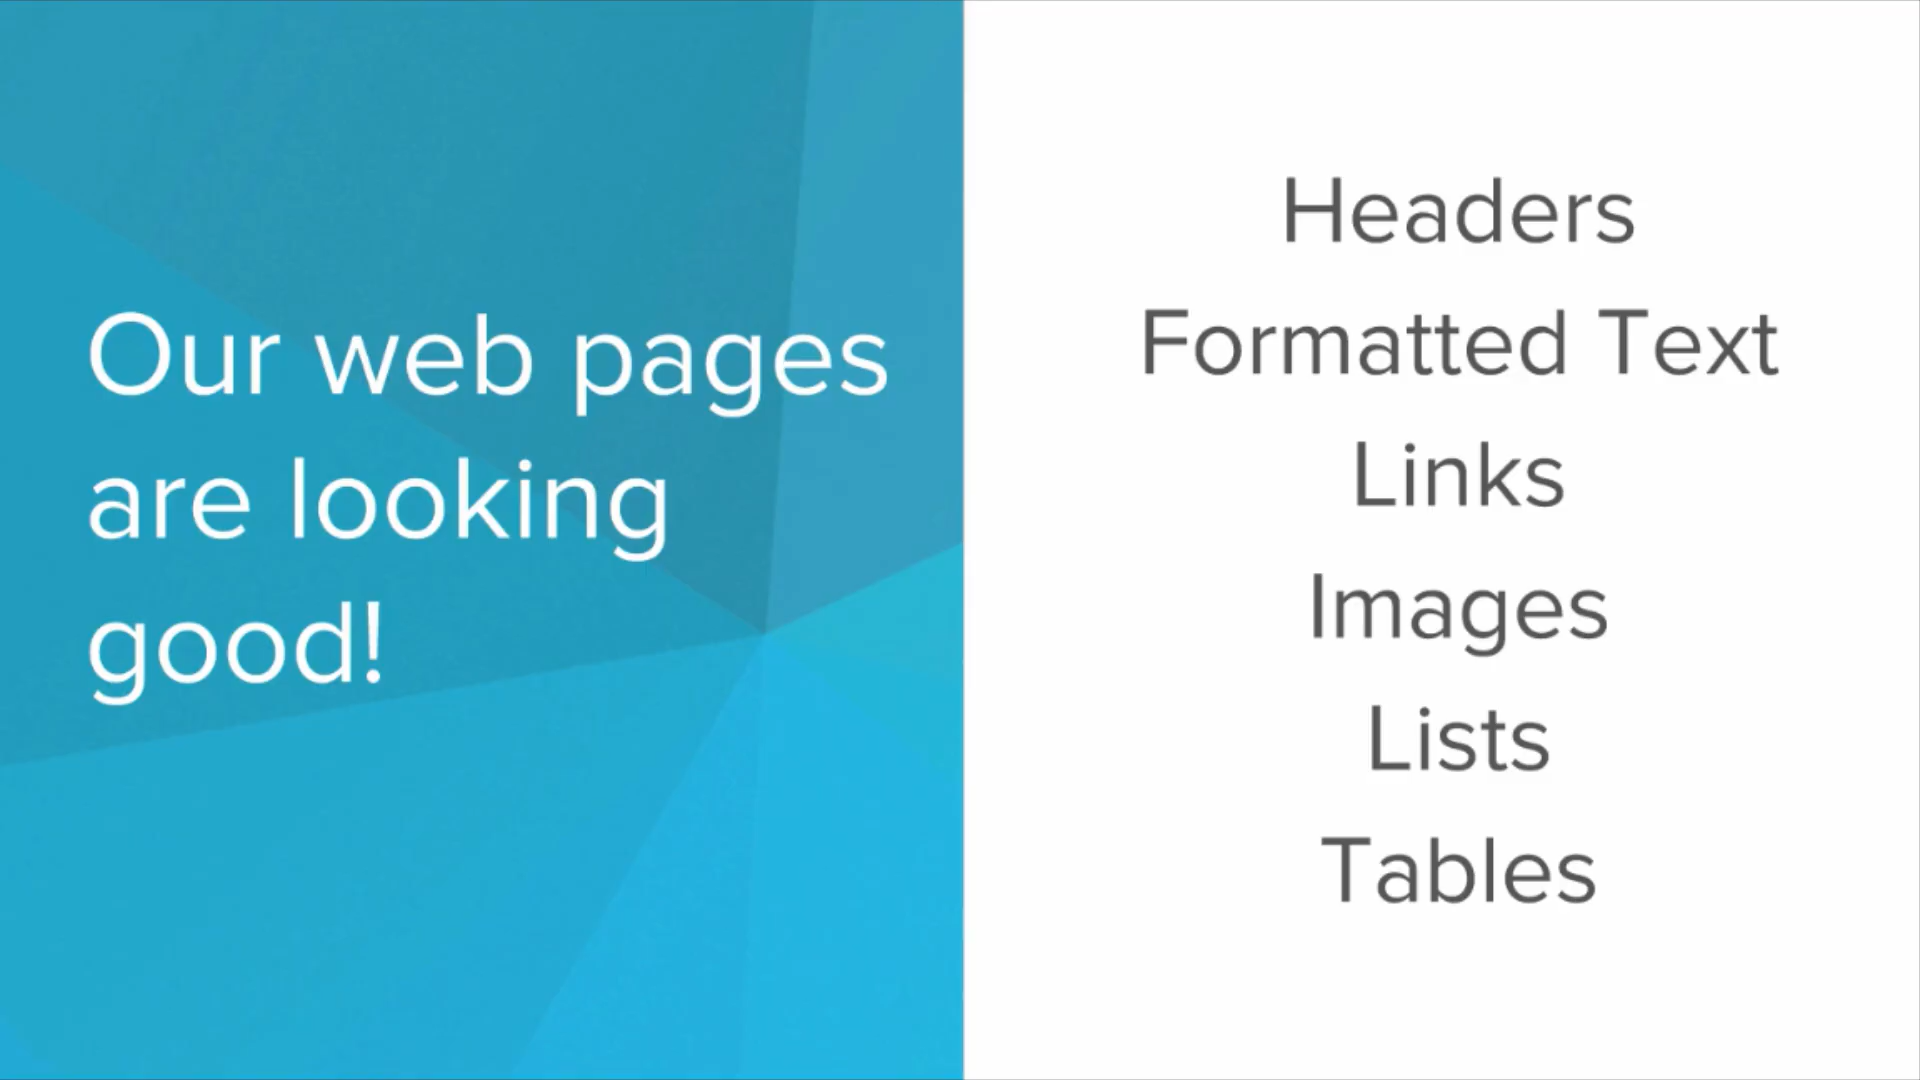 Our web pages
are looking
good!
Headers
Formatted Text
Links
Images
Lists
Tables